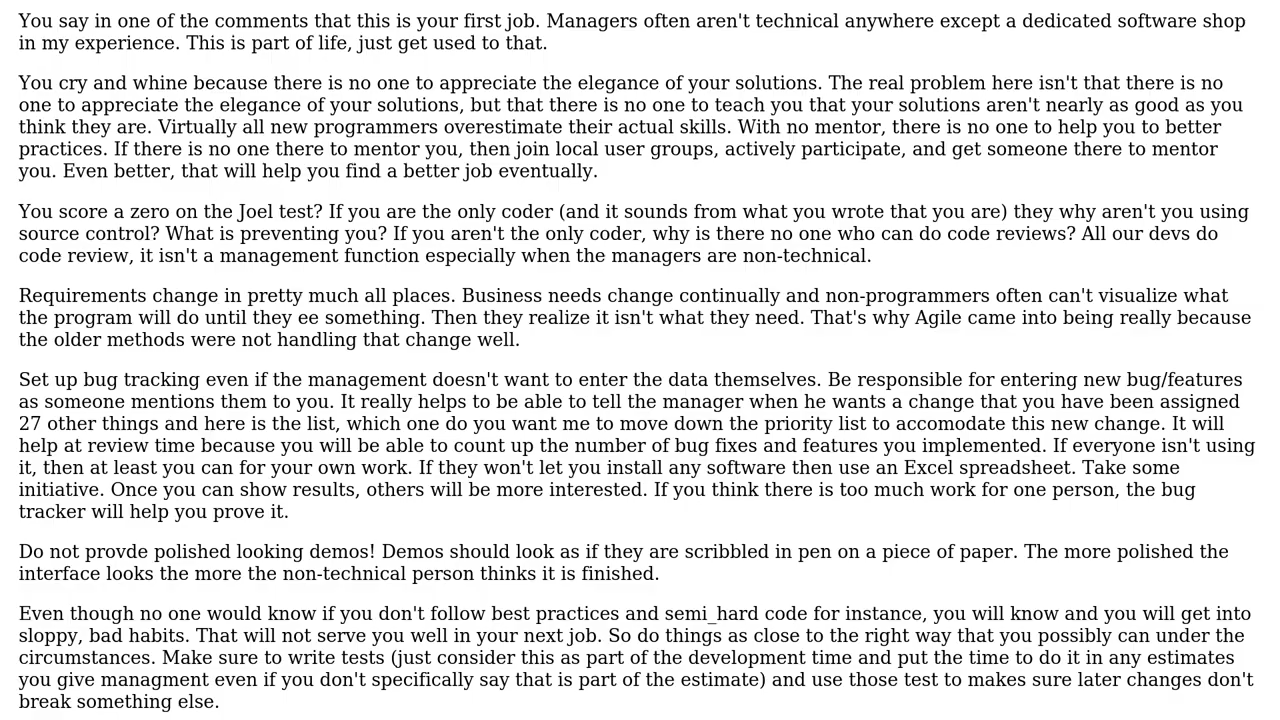 You say in one of the comments that this is your first job. Managers often aren't technical anywhere except a dedicated software shop
in my experience. This is part of life, just get used to that.
You cry and whine because there is no one to appreciate the elegance of your solutions. The real problem here isn't that there is no
one to appreciate the elegance of your solutions, but that there is no one to teach you that your solutions aren't nearly as good as you
think they are. Virtually all new programmers overestimate their actual skills. With no mentor, there is no one to help you to better
practices. If there is no one there to mentor you, then join local user groups, actively participate, and get someone there to mentor
you. Even better, that will help you find a better job eventually.
You score a zero on the Joel test? If you are the only coder (and it sounds from what you wrote that you are) they why aren't you using
source control? What is preventing you? If you aren't the only coder, why is there no one who can do code reviews? All our devs do
code review, it isn't a management function especially when the managers are non-technical.
Requirements change in pretty much all places. Business needs change continually and non-programmers often can't visualize what
the program will do until they ee something. Then they realize it isn't what they need. That's why Agile came into being really because
the older methods were not handling that change well.
Set up bug tracking even if the management doesn't want to enter the data themselves. Be responsible for entering new bug/features
as someone mentions them to you. It really helps to be able to tell the manager when he wants a change that you have been assigned
27 other things and here is the list, which one do you want me to move down the priority list to accomodate this new change. It will
help at review time because you will be able to count up the number of bug fixes and features you implemented. If everyone isn't using
it, then at least you can for your own work. If they won't let you install any software then use an Excel spreadsheet. Take some
initiative. Once you can show results, others will be more interested. If you think there is too much work for one person, the bug
tracker will help you prove it.
Do not provde polished looking demos! Demos should look as if they are scribbled in pen on a piece of paper. The more polished the
interface looks the more the non-technical person thinks it is finished.
Even though no one would know if you don't follow best practices and semi_hard code for instance, you will know and you will get into
sloppy, bad habits. That will not serve you well in your next job. So do things as close to the right way that you possibly can under the
circumstances. Make sure to write tests (just consider this as part of the development time and put the time to do it in any estimates
you give managment even if you don't specifically say that is part of the estimate) and use those test to makes sure later changes don't
break something else.